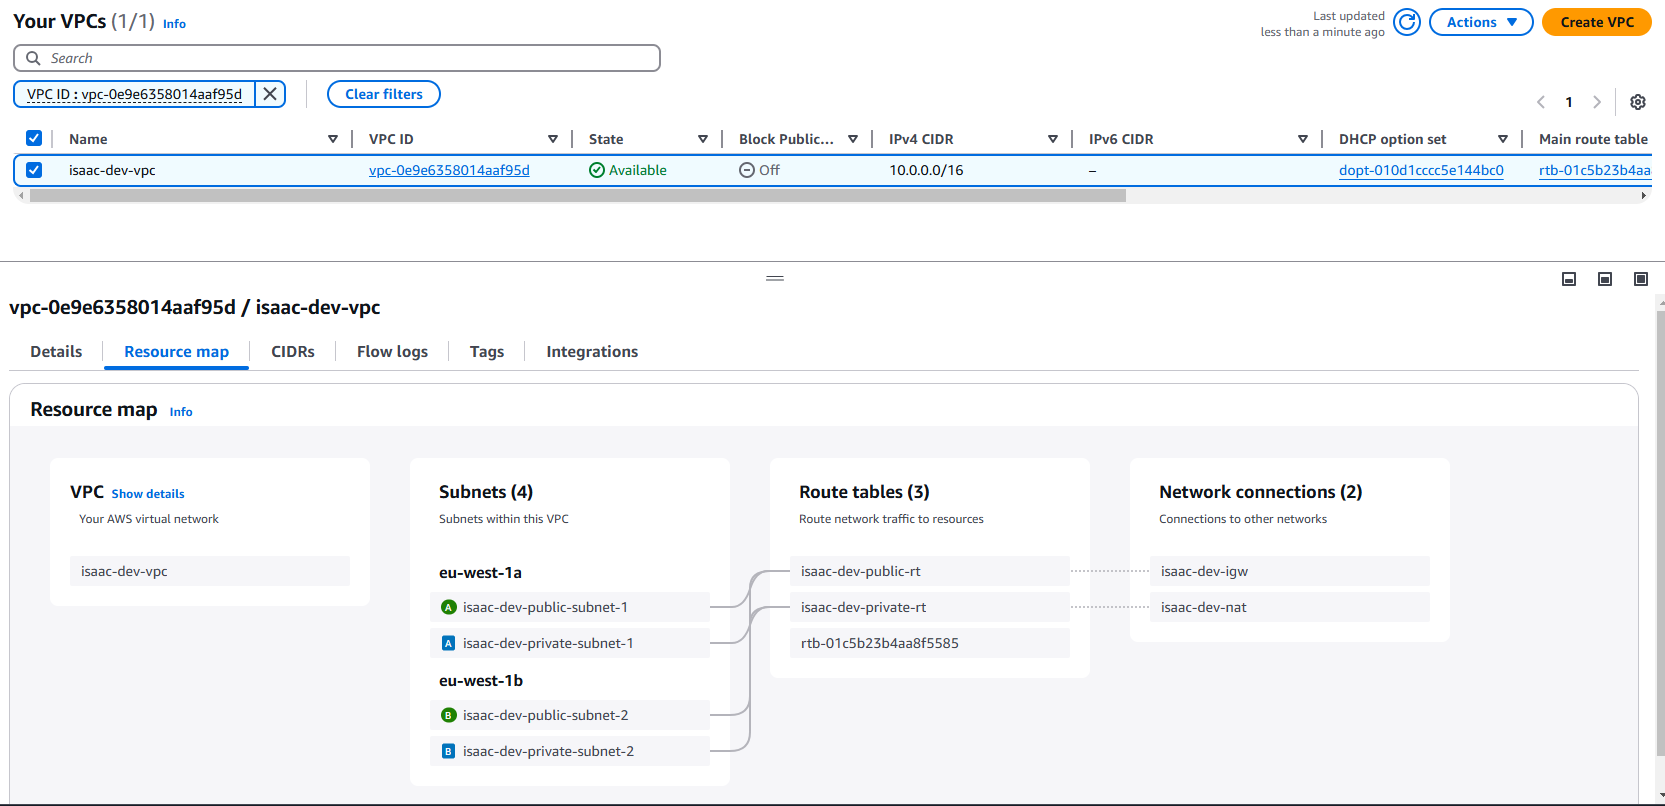 Your VPCs (1/1) Info
Last updated
less than a minute ago
Actions
Create VPC
Search
VPC ID : vpc-0e9e6358014aaf95d
Clear filters
1
Name VPC ID State Block Public... IPv4 CIDR IPv6 CIDR DHCP option set Main route table
isaac-dev-vpc vpc-0e9e6358014aaf95d Available Off 10.0.0.0/16 – dopt-010d1cccc5e144bc0 rtb-01c5b23b4aa
vpc-0e9e6358014aaf95d / isaac-dev-vpc
Details Resource map CIDRs Flow logs Tags Integrations
Resource map Info
VPC Show details
Your AWS virtual network
isaac-dev-vpc
Subnets (4)
Subnets within this VPC
eu-west-1a
A isaac-dev-public-subnet-1
A isaac-dev-private-subnet-1
eu-west-1b
B isaac-dev-public-subnet-2
B isaac-dev-private-subnet-2
Route tables (3)
Route network traffic to resources
isaac-dev-public-rt
isaac-dev-private-rt
rtb-01c5b23b4aa8f5585
Network connections (2)
Connections to other networks
isaac-dev-igw
isaac-dev-nat